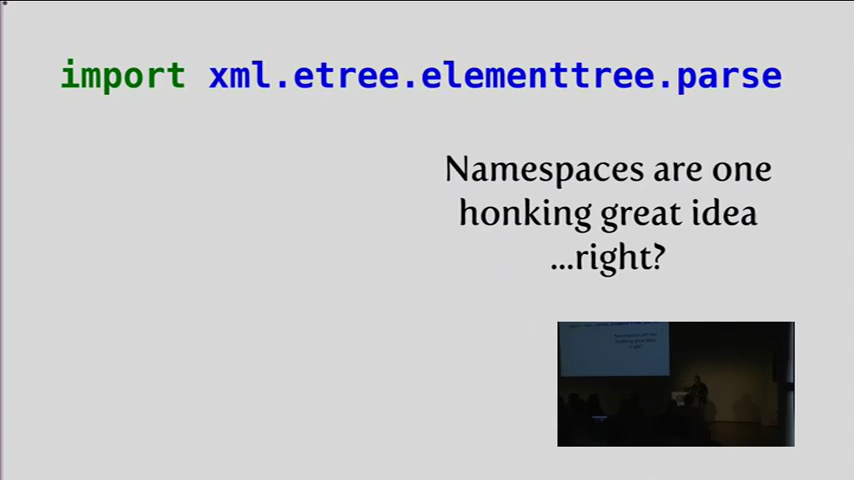 import xml.etree.elementtree.parse
Namespaces are one
honking great idea
...right?